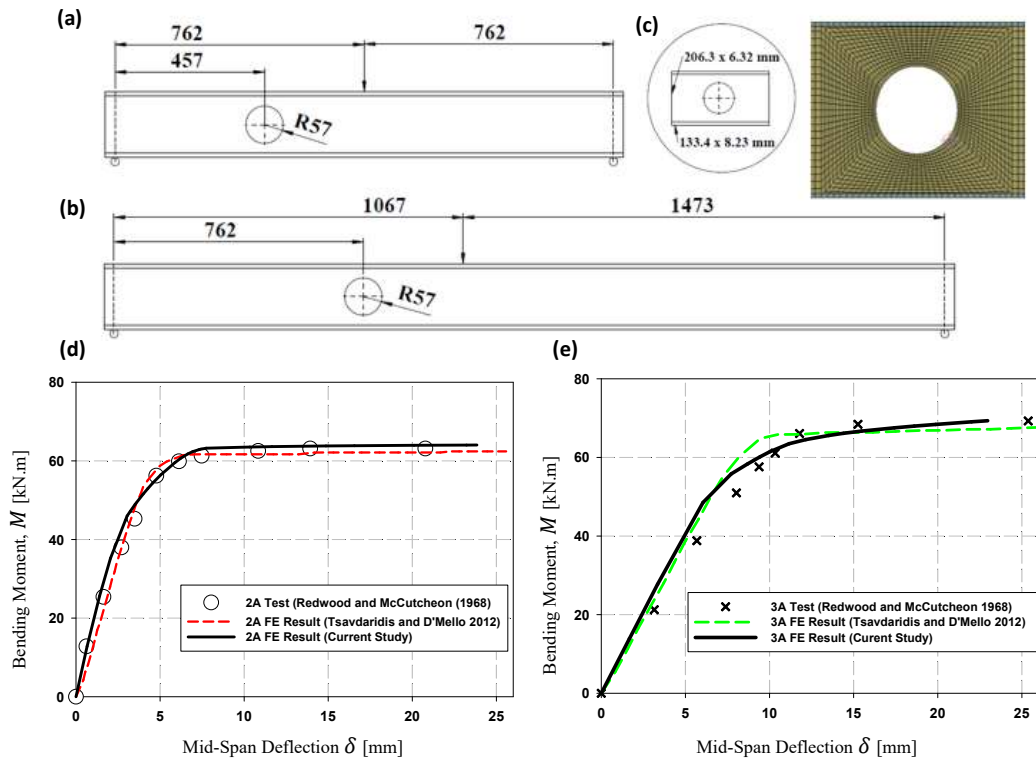 (a)
762
762
457
R57
(c)
206.3 x 6.32 mm
133.4 x 8.23 mm
(b)
1067
1473
762
R57
(d)
Bending Moment, M [kN.m]
80
60
40
20
0
0
5
10
15
20
25
Mid-Span Deflection δ [mm]
2A Test (Redwood and McCutcheon (1968)
2A FE Result (Tsavdaridis and D'Mello 2012)
2A FE Result (Current Study)
(e)
Bending Moment, M [kN.m]
80
60
40
20
0
0
5
10
15
20
25
Mid-Span Deflection δ [mm]
3A Test (Redwood and McCutcheon 1968)
3A FE Result (Tsavdaridis and D'Mello 2012)
3A FE Result (Curent Study)